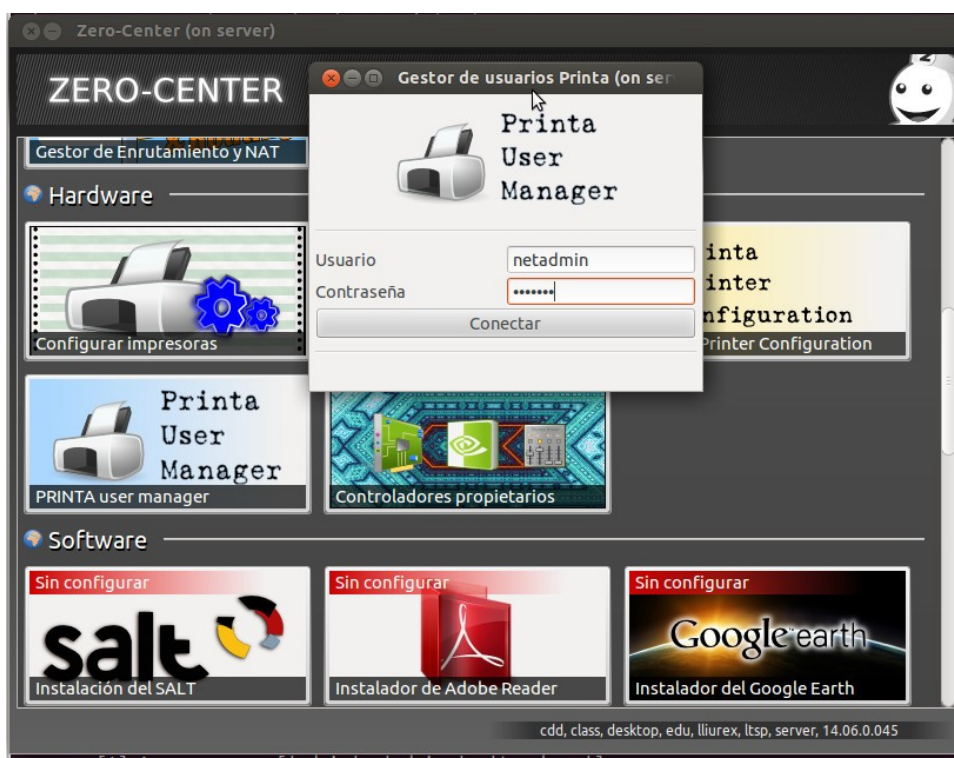 Zero-Center (on server)
ZERO-CENTER
Gestor de usuarios Printa (on ser
Printa
User
Manager
Usuario
netadmin
Contraseña
•••••••
Conectar
Gestor de Enrutamiento y NAT
Hardware
Configurar impresoras
inta
inter
nfiguration
Printer Configuration
Printa
User
Manager
PRINTA user manager
Controladores propietarios
Software
Sin configurar
salt
Instalación del SALT
Sin configurar
Instalador de Adobe Reader
Sin configurar
Google earth
Instalador del Google Earth
cdd, class, desktop, edu, lliurex, ltsp, server, 14.06.0.045